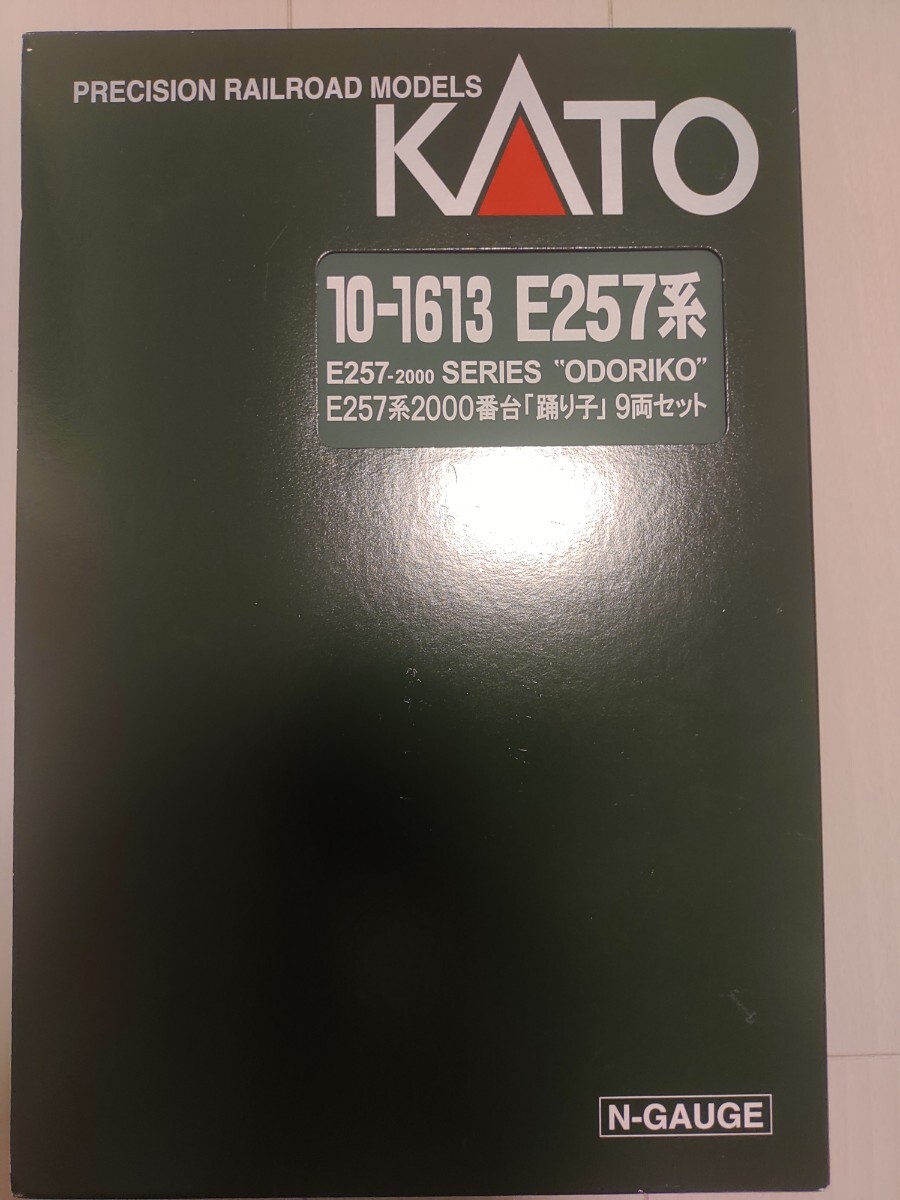 PRECISION RAILROAD MODELS
KATO
10-1613 E257系
E257-2000 SERIES “ODORIKO”
E257系2000番台「踊り子」9両セット
N-GAUGE